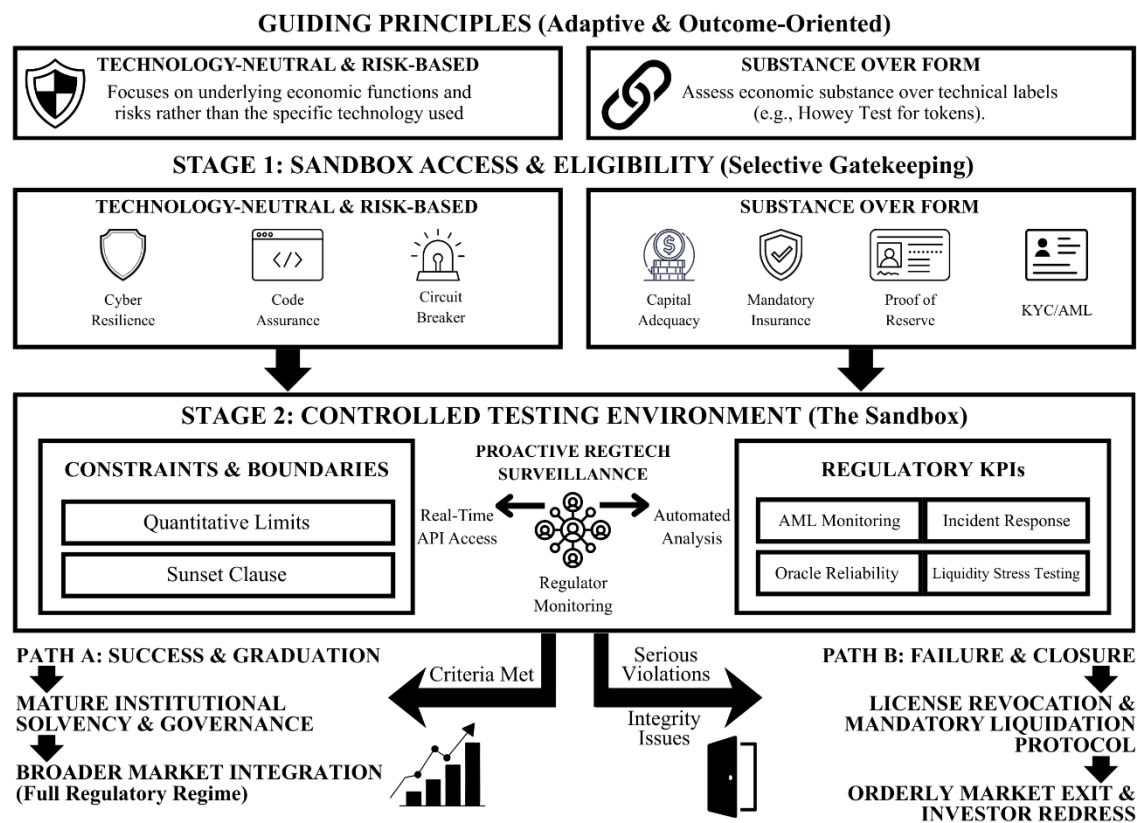 GUIDING PRINCIPLES (Adaptive & Outcome-Oriented)
TECHNOLOGY-NEUTRAL & RISK-BASED
Focuses on underlying economic functions and
risks rather than the specific technology used
SUBSTANCE OVER FORM
Assess economic substance over technical labels
(e.g., Howey Test for tokens).
STAGE 1: SANDBOX ACCESS & ELIGIBILITY (Selective Gatekeeping)
TECHNOLOGY-NEUTRAL & RISK-BASED
Cyber
Resilience
</>
Code
Assurance
Circuit
Breaker
SUBSTANCE OVER FORM
$
Capital
Adequacy
Mandatory
Insurance
Proof of
Reserve
KYC/AML
STAGE 2: CONTROLLED TESTING ENVIRONMENT (The Sandbox)
CONSTRAINTS & BOUNDARIES
Quantitative Limits
Sunset Clause
PROACTIVE REGTECH
SURVEILLANNCE
Real-Time
API Access
Automated
Analysis
Regulator
Monitoring
REGULATORY KPIs
AML Monitoring
Incident Response
Oracle Reliability
Liquidity Stress Testing
PATH A: SUCCESS & GRADUATION
MATURE INSTITUTIONAL
SOLVENCY & GOVERNANCE
BROADER MARKET INTEGRATION
(Full Regulatory Regime)
Criteria Met
Serious
Violations
Integrity
Issues
PATH B: FAILURE & CLOSURE
LICENSE REVOCATION &
MANDATORY LIQUIDATION
PROTOCOL
ORDERLY MARKET EXIT &
INVESTOR REDRESS